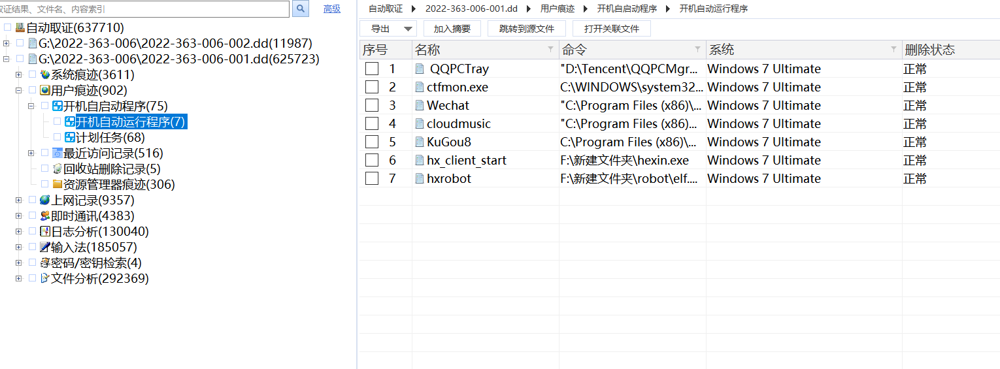 取证结果、文件名、内容索引
高级
自动取证(637710)
G:\2022-363-006\2022-363-006-002.dd(11987)
G:\2022-363-006\2022-363-006-001.dd(625723)
系统痕迹(3611)
用户痕迹(902)
开机自启动程序(75)
开机自动运行程序(7)
计划任务(68)
最近访问记录(516)
回收站删除记录(5)
资源管理器痕迹(306)
上网记录(9357)
即时通讯(4383)
日志分析(130040)
输入法(185057)
密码/密钥检索(4)
文件分析(292369)
自动取证 2022-363-006-001.dd 用户痕迹 开机自启动程序 开机自动运行程序
导出 加入摘要 跳转到源文件 打开关联文件
序号 名称 命令 系统 删除状态
1 QQPCTray "D:\Tencent\QQPCMgr... Windows 7 Ultimate 正常
2 ctfmon.exe C:\WINDOWS\system32... Windows 7 Ultimate 正常
3 Wechat "C:\Program Files (x86)\... Windows 7 Ultimate 正常
4 cloudmusic "C:\Program Files (x86)... Windows 7 Ultimate 正常
5 KuGou8 C:\Program Files (x86)\... Windows 7 Ultimate 正常
6 hx_client_start F:\新建文件夹\hexin.exe Windows 7 Ultimate 正常
7 hxrobot F:\新建文件夹\robot\elf.... Windows 7 Ultimate 正常